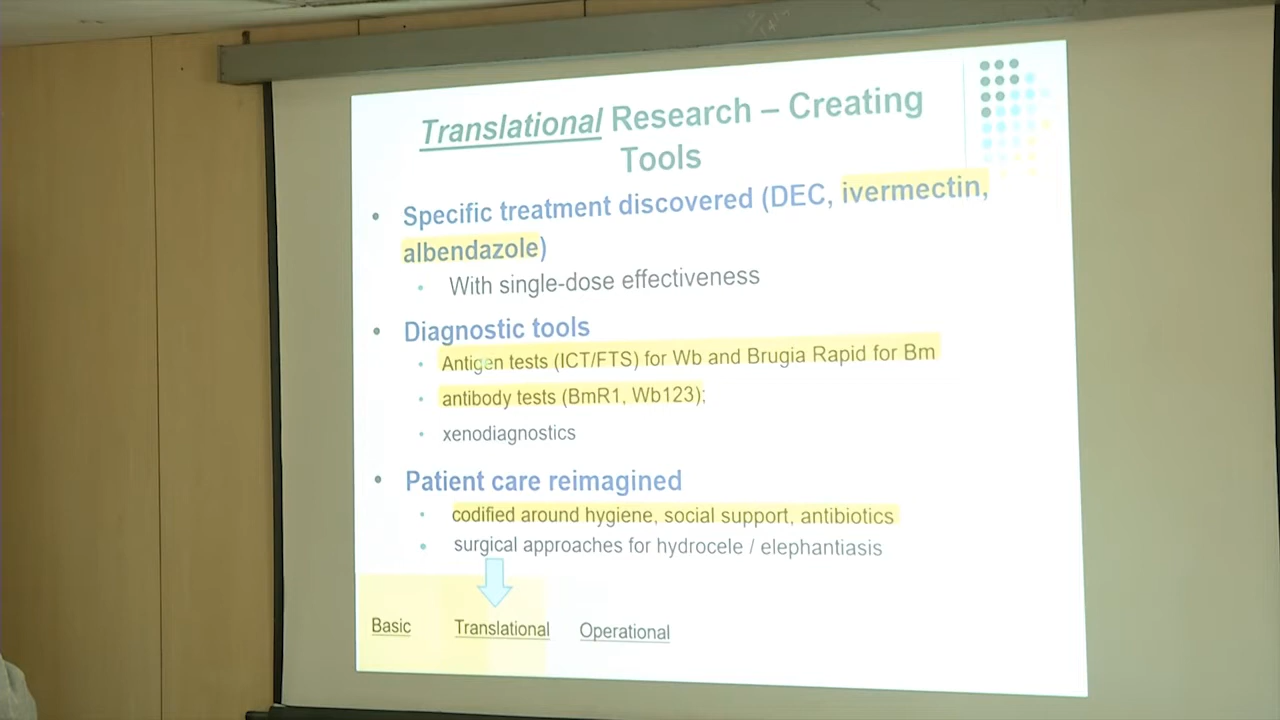 Translational Research – Creating
Tools
• Specific treatment discovered (DEC, ivermectin,
albendazole)
• With single-dose effectiveness
• Diagnostic tools
• Antigen tests (ICT/FTS) for Wb and Brugia Rapid for Bm
• antibody tests (BmR1, Wb123);
• xenodiagnostics
• Patient care reimagined
• codified around hygiene, social support, antibiotics
• surgical approaches for hydrocele / elephantiasis
Basic Translational Operational